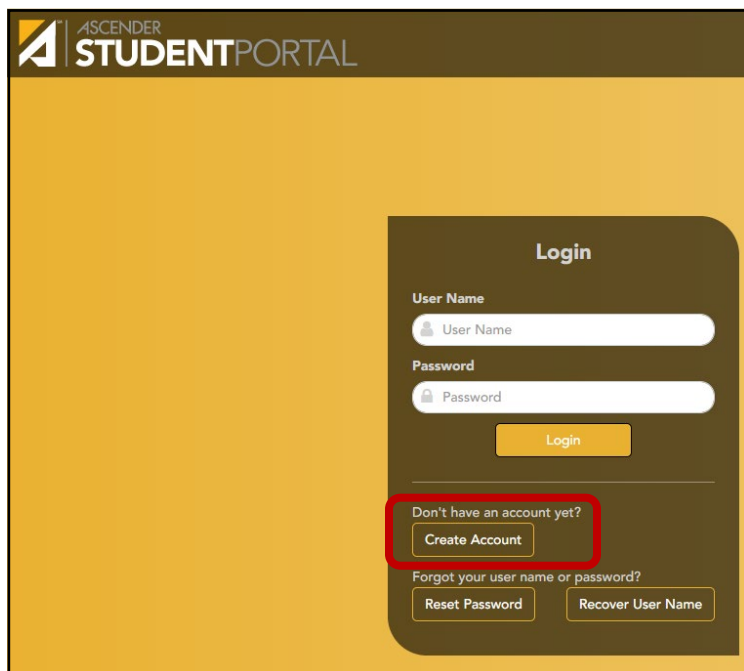 ASCENDER
STUDENTPORTAL
Login
User Name
User Name
Password
Password
Login
Don't have an account yet?
Create Account
Forgot your user name or password?
Reset Password Recover User Name